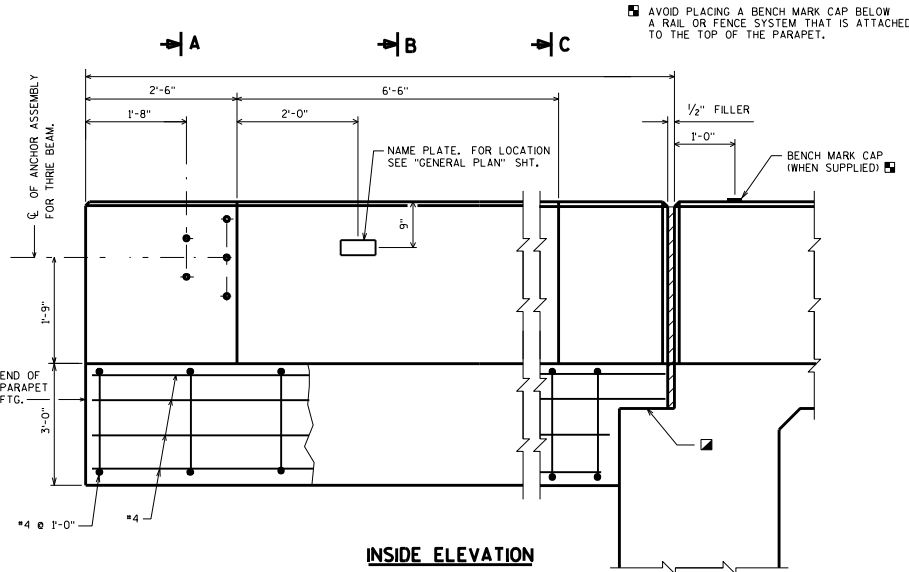 AVOID PLACING A BENCH MARK CAP BELOW
A RAIL OR FENCE SYSTEM THAT IS ATTACHED
TO THE TOP OF THE PARAPET.
A
B
C
2'-6"
6'-6"
1/2" FILLER
1'-8"
2'-0"
1'-0"
℄ OF ANCHOR ASSEMBLY
FOR THRIE BEAM.
NAME PLATE. FOR LOCATION
SEE "GENERAL PLAN" SHT.
BENCH MARK CAP
(WHEN SUPPLIED)
9"
1'-9"
END OF
PARAPET
FTG.
3'-0"
#4 @ 1'-0"
#4
INSIDE ELEVATION